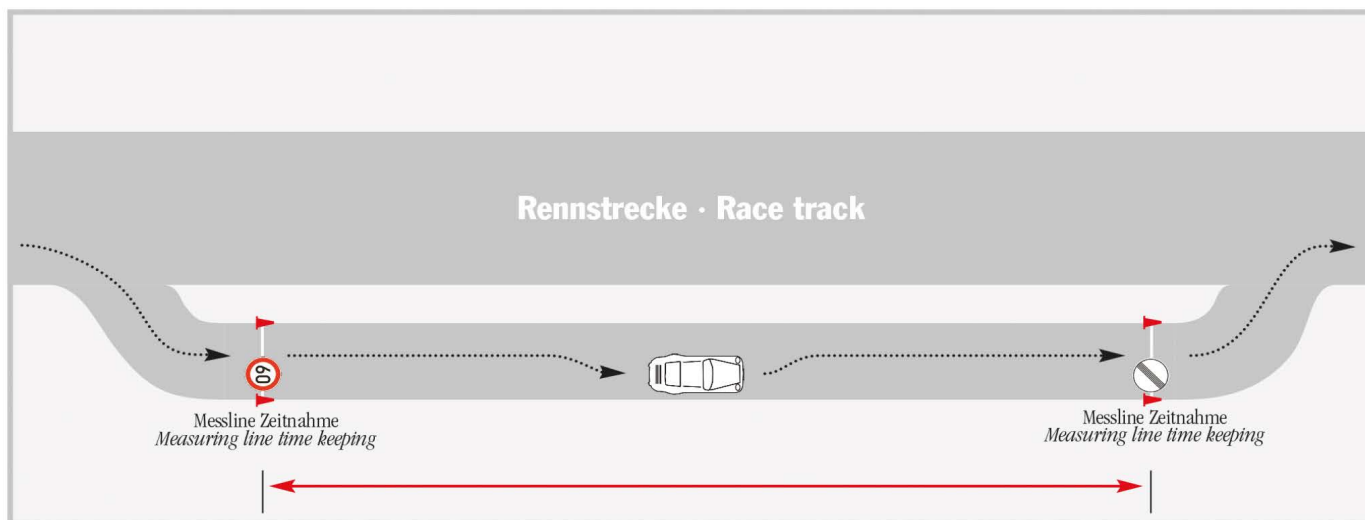 Rennstrecke · Race track
60
Messline Zeitnahme
Measuring line time keeping
Messline Zeitnahme
Measuring line time keeping